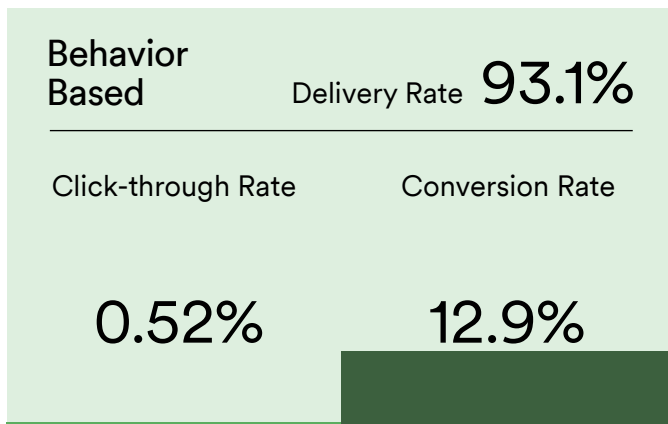 Behavior
Based
Delivery Rate 93.1%
Click-through Rate
Conversion Rate
0.52%
12.9%